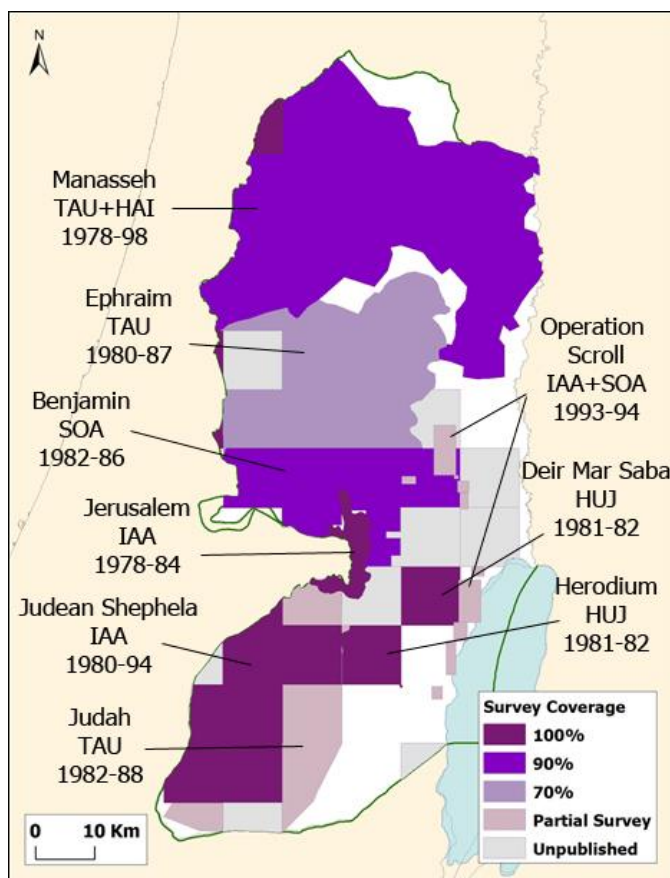 N
Manasseh
TAU+HAI
1978-98
Ephraim
TAU
1980-87
Benjamin
SOA
1982-86
Jerusalem
IAA
1978-84
Judean Shephela
IAA
1980-94
Judah
TAU
1982-88
Operation
Scroll
IAA+SOA
1993-94
Deir Mar Saba
HUJ
1981-82
Herodium
HUJ
1981-82
Survey Coverage
100%
90%
70%
Partial Survey
Unpublished
0 10 Km